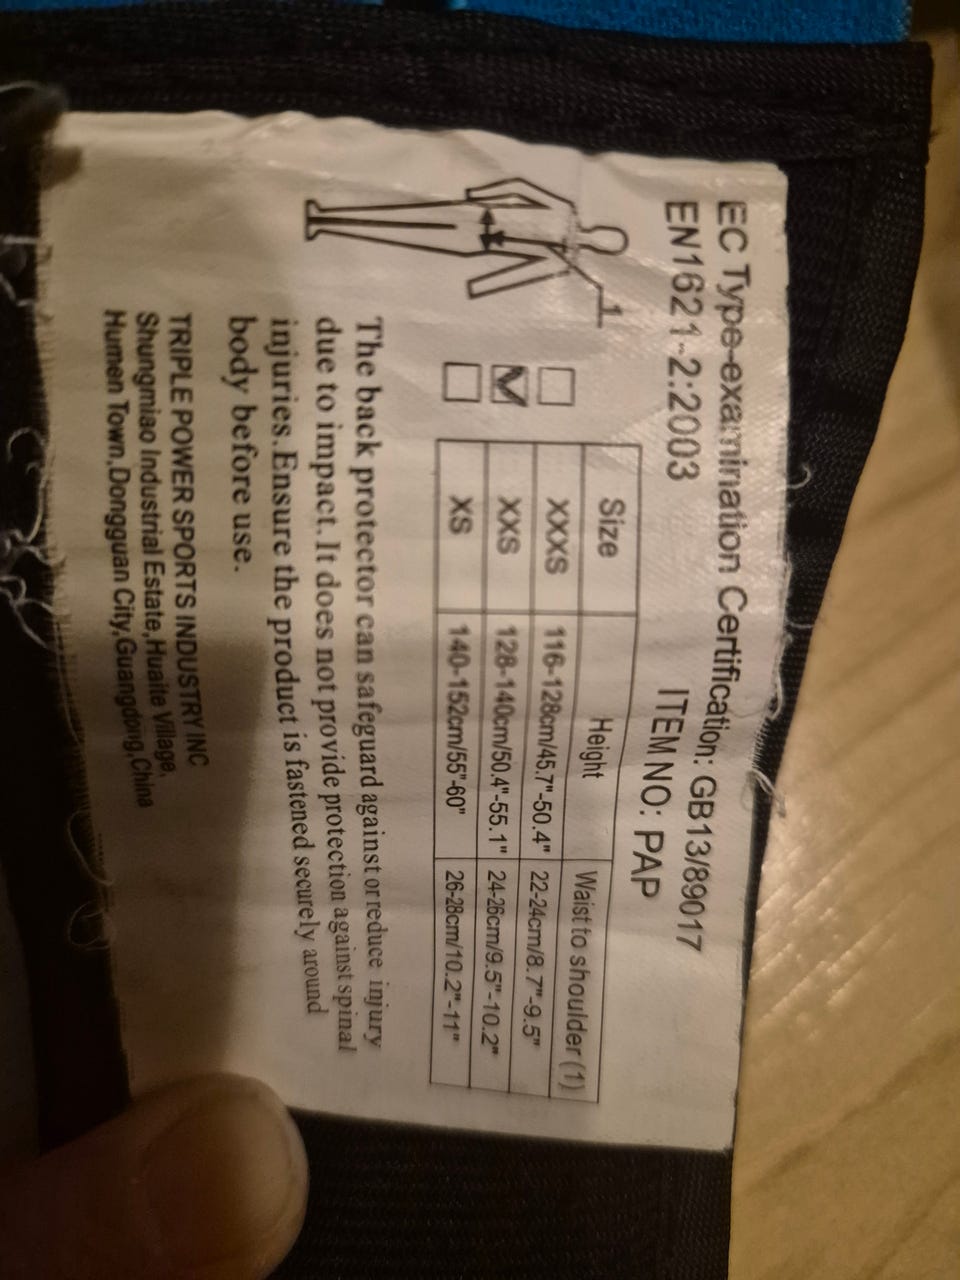 EC Type-examination Certification: GB13/89017
EN1621-2:2003 ITEM NO: PAP
1
Size Height Waist to shoulder (1)
XXXS 116-128cm/45.7"-50.4" 22-24cm/8.7"-9.5"
XXS 128-140cm/50.4"-55.1" 24-26cm/9.5"-10.2"
XS 140-152cm/55"-60" 26-28cm/10.2"-11"
The back protector can safeguard against or reduce injury
due to impact. It does not provide protection against spinal
injuries. Ensure the product is fastened securely around
body before use.
TRIPLE POWER SPORTS INDUSTRY INC
Shungmiao Industrial Estate,Huaite Village,
Humen Town,Dongguan City,Guangdong,China